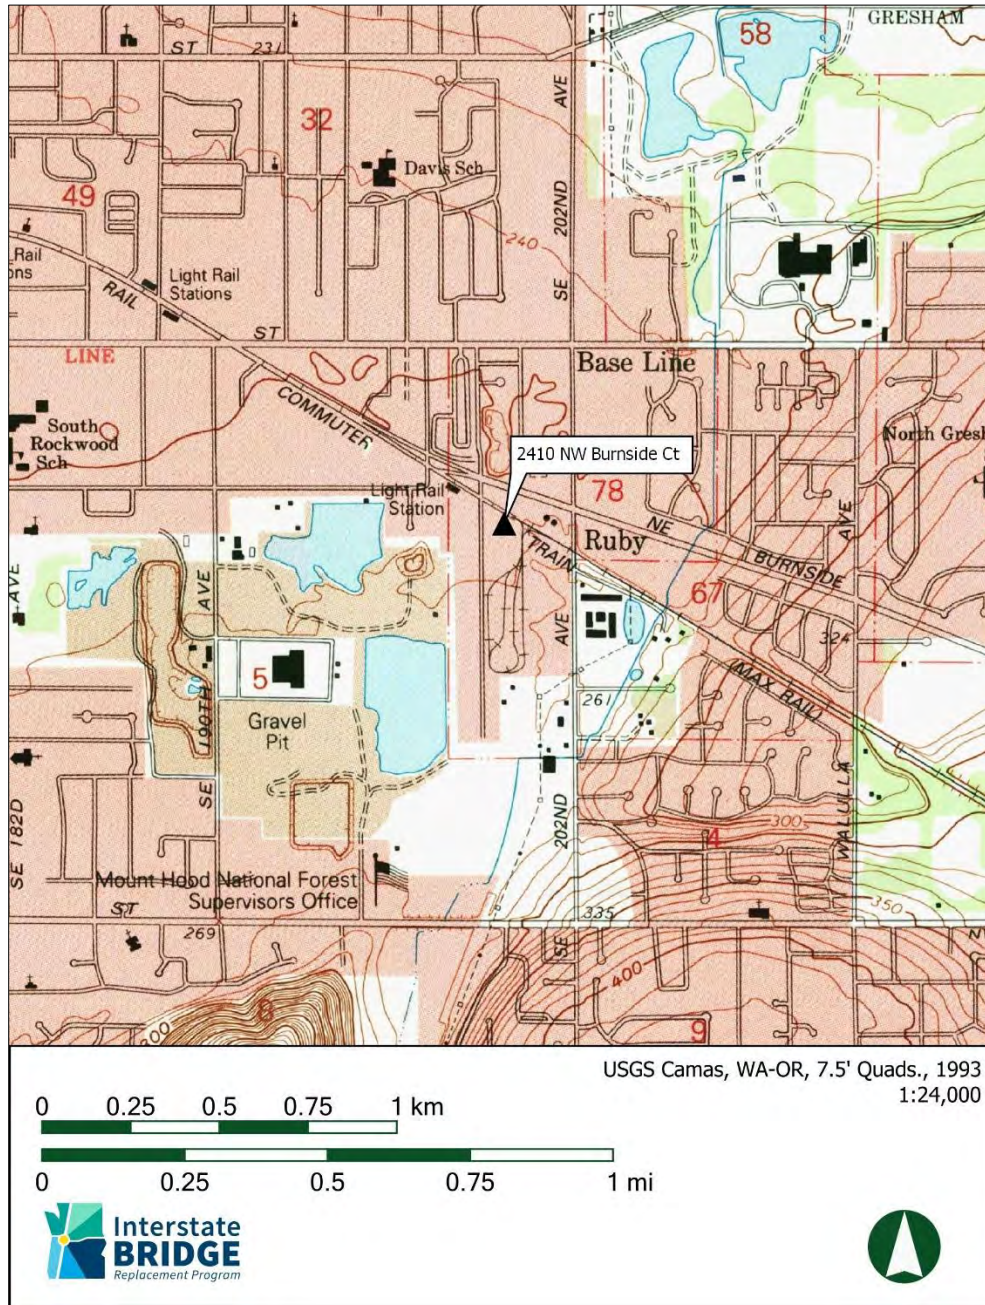 58
GRESHAM
ST
231
AVE
32
Davis Sch
49
202ND
240
Rail
ons
Light Rail
Stations
SE
RAIL
ST
LINE
Base Line
COMMUTER
South
Rockwood
Sch
North Gresh
2410 NW Burnside Ct
78
Light Rail
Station
AVE
NE
Ruby
TRAIN
BURNSIDE
AVE
AVE
67
AVE
324
5
(MAX RAIL)
261
Gravel
Pit
190TH
SE
202ND
300
WALLULA
4
SE 182D
Mount Hood National Forest
Supervisors Office
350
ST
335
269
SE
N
400
300
8
9
USGS Camas, WA-OR, 7.5' Quads., 1993
1:24,000
0 0.25 0.5 0.75 1 km
0 0.25 0.5 0.75 1 mi
Interstate
BRIDGE
Replacement Program